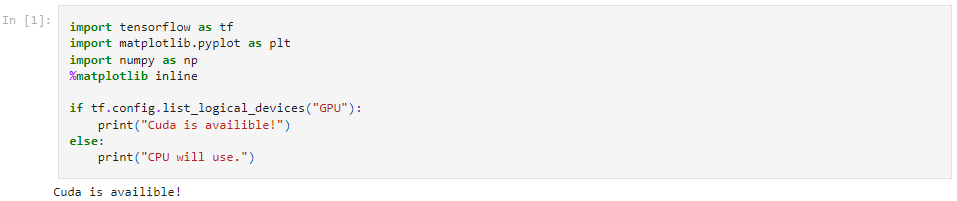 In [1]:
import tensorflow as tf
import matplotlib.pyplot as plt
import numpy as np
%matplotlib inline
if tf.config.list_logical_devices("GPU"):
    print("Cuda is availible!")
else:
    print("CPU will use.")
Cuda is availible!